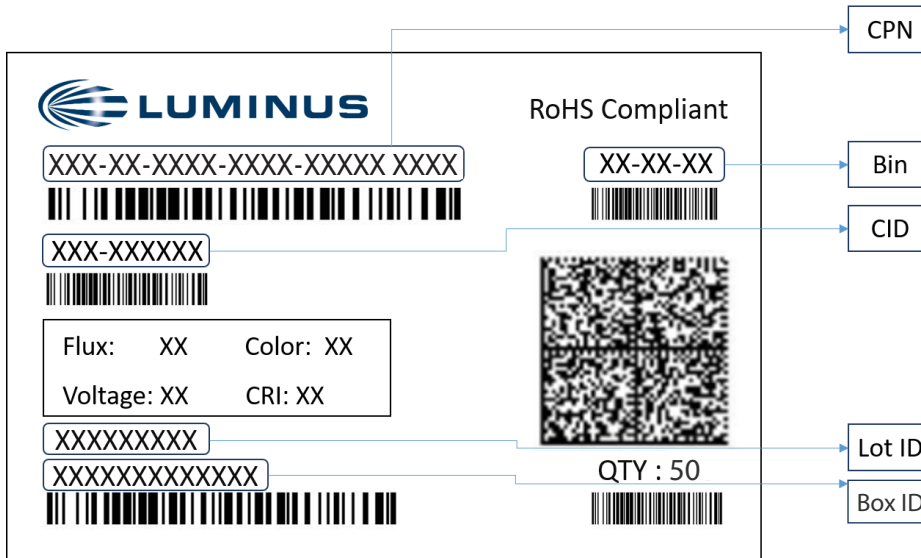 CPN
LUMINUS
RoHS Compliant
XXX-XX-XXXX-XXXX-XXXXX XXXX
XX-XX-XX
Bin
XXX-XXXXXX
CID
Flux: XX Color: XX
Voltage: XX CRI: XX
XXXXXXXXX
Lot ID
XXXXXXXXXXXXX
QTY : 50
Box ID